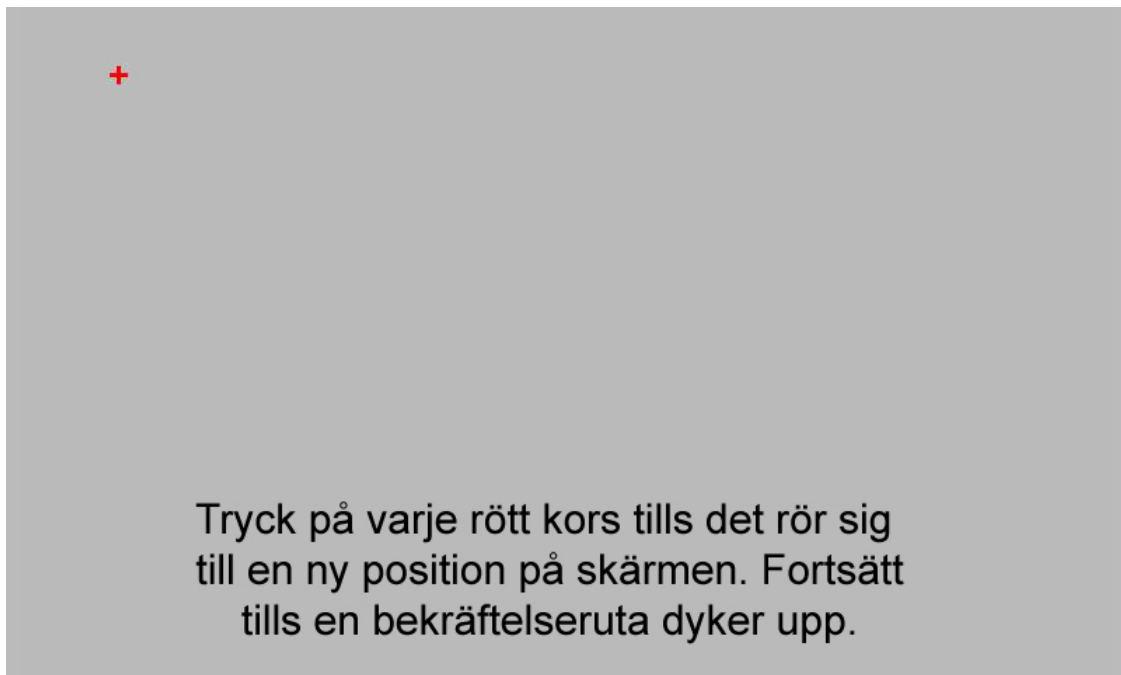 Tryck på varje rött kors tills det rör sig
till en ny position på skärmen. Fortsätt
tills en bekräftelseruta dyker upp.